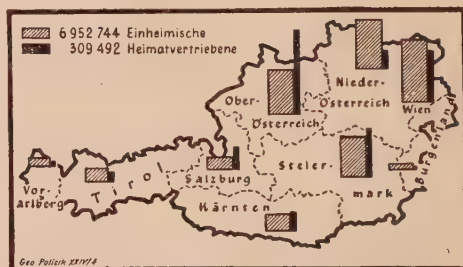 6 952 744 Einheimische
309 492 Heimatvertriebene
Nieder-
Österreich
Wien
Ober-
Österreich
Burgenland
Steier-
mark
Salzburg
Tirol
Vor-
arlberg
Kärnten
Geo Politik XXIV/4